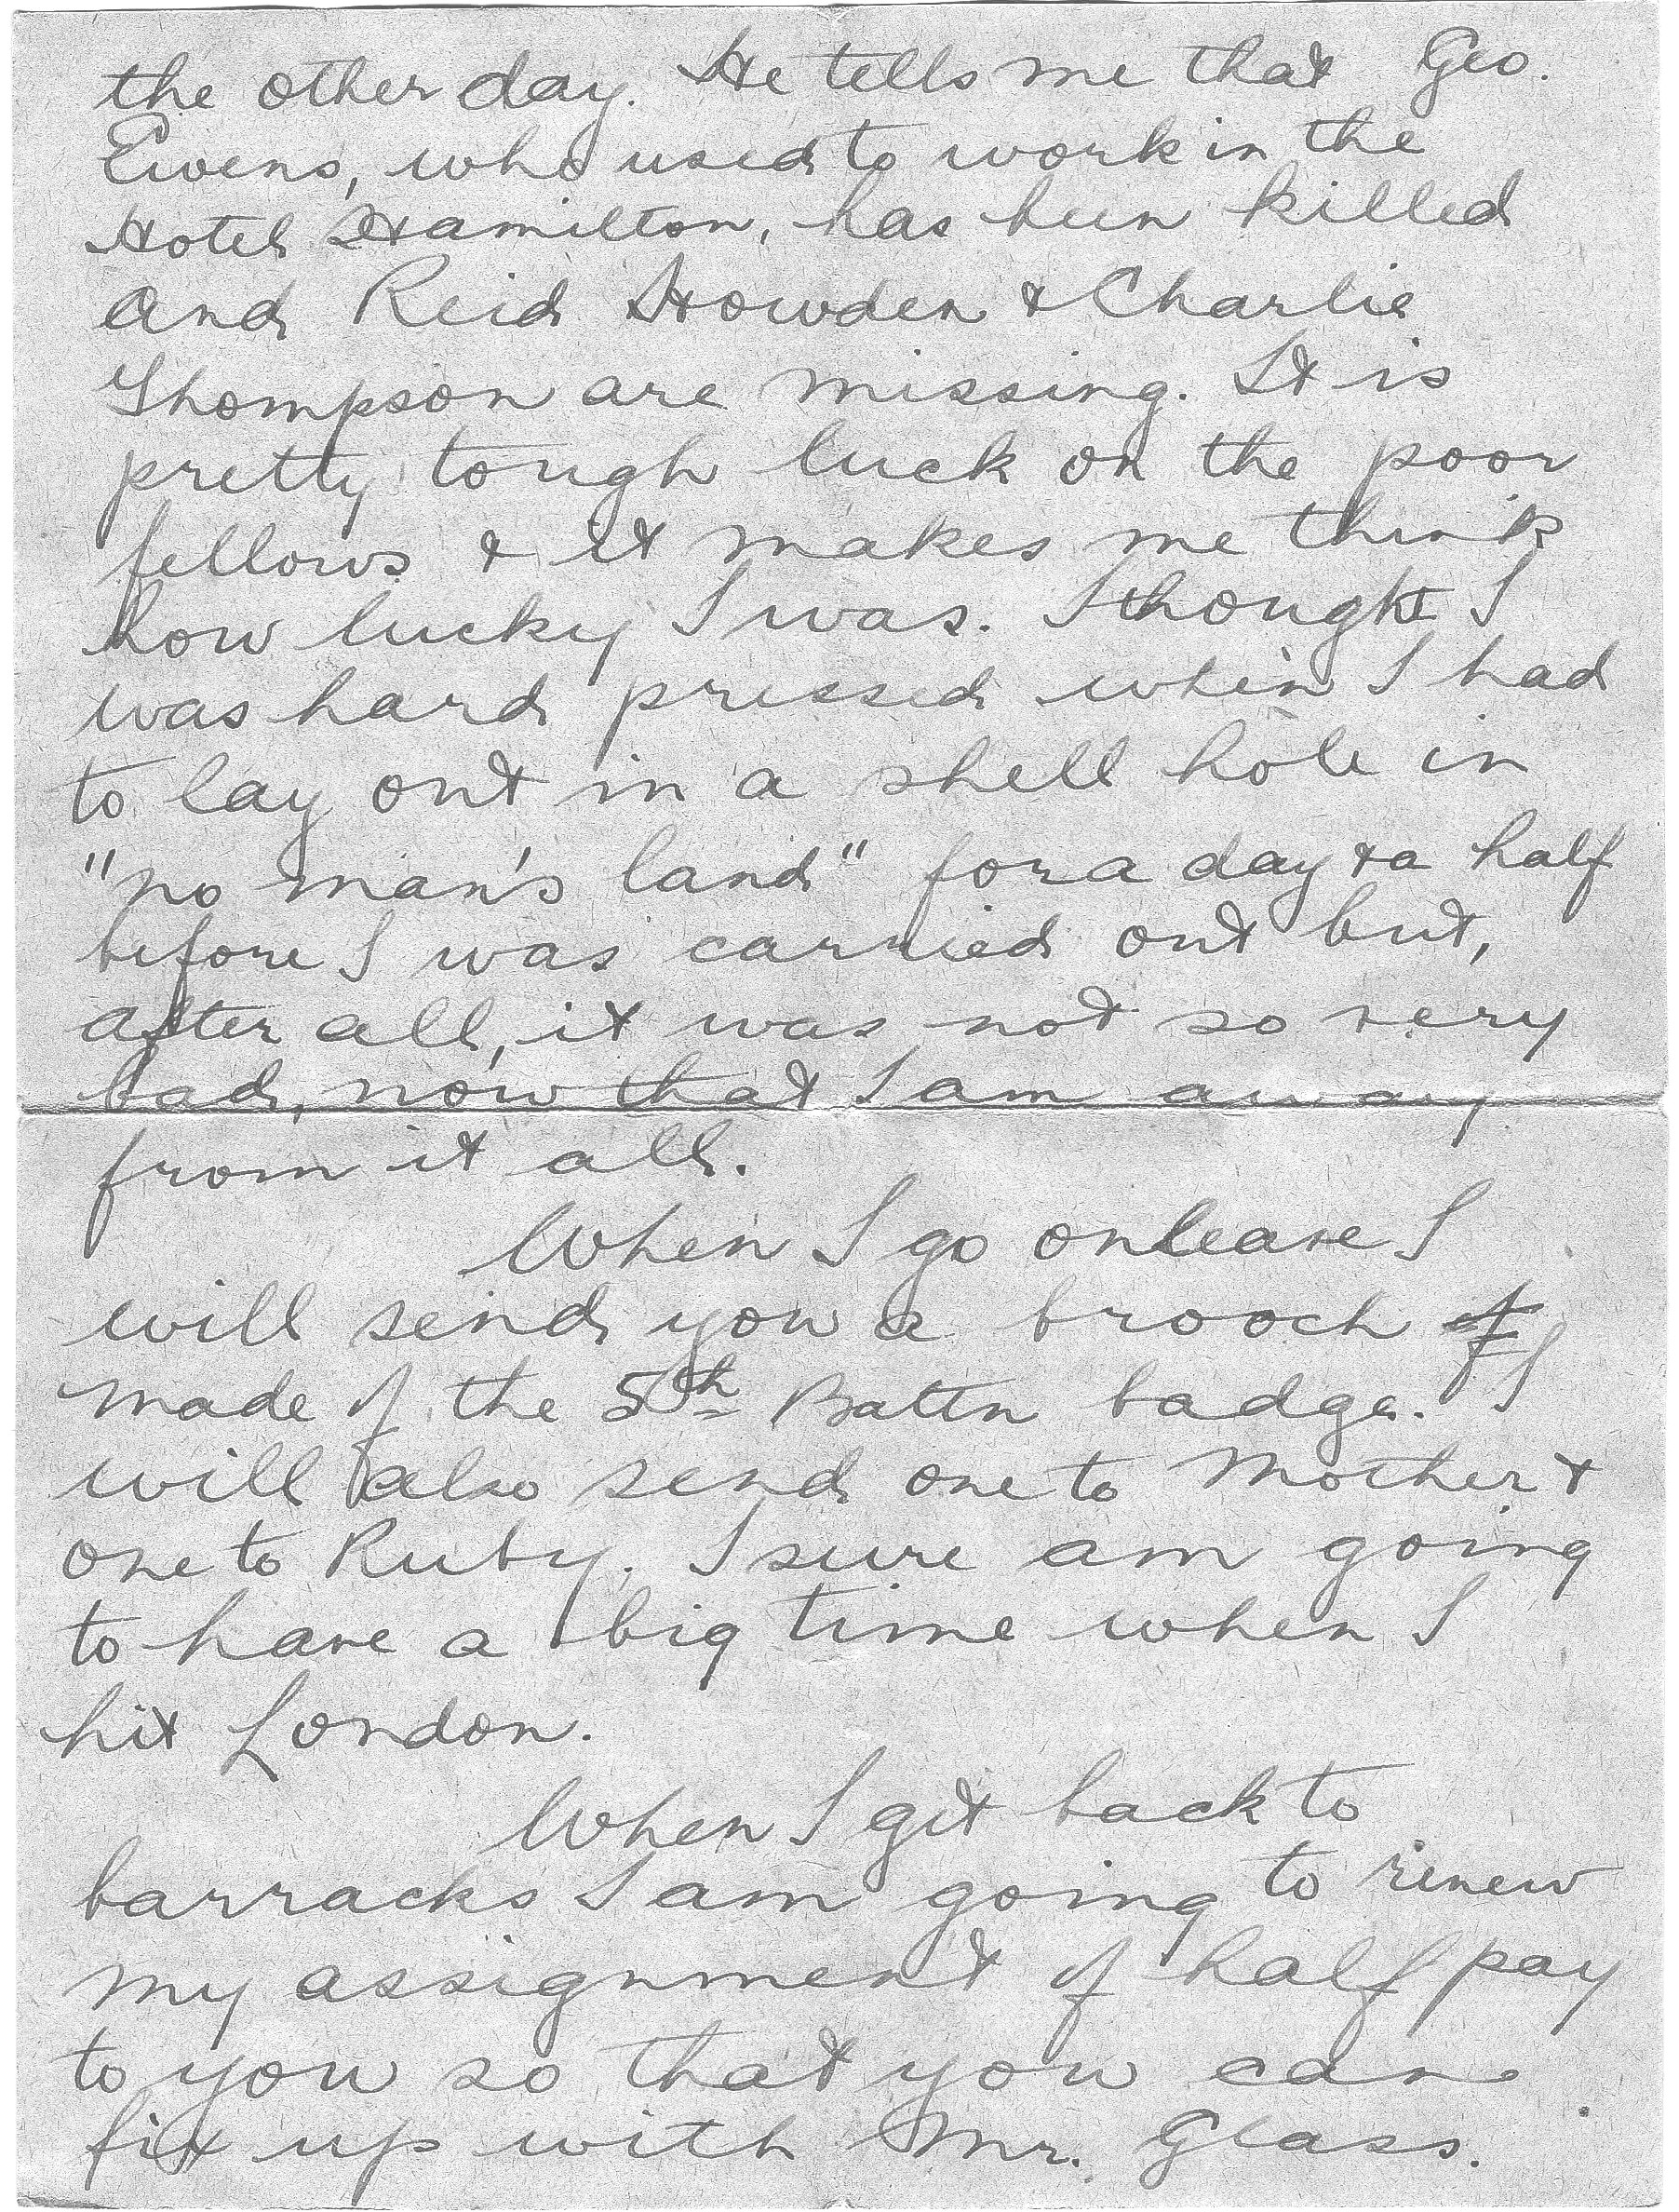 the other day. He tells me that Geo.
Ewens, who used to work in the
Hotel Hamilton, has been killed
and Reid Howden & Charlie
Thompson are missing. It is
pretty tough luck on the poor
fellows & it makes me think
how lucky I was. I thought I
was hard pressed when I had
to lay out in a shell hole in
"no man's land" for a day & a half
before I was carried out but,
after all, it was not so very
bad, now that I am away
from it all.
When I go on leave I
will send you a brooch of
made of the 5th Battn badge. I
will also send one to Mother &
one to Ruby. I sure am going
to have a big time when I
hit London.
When I get back to
barracks I am going to renew
my assignment of half pay
to you so that you can
fix up with Mr. Glass.